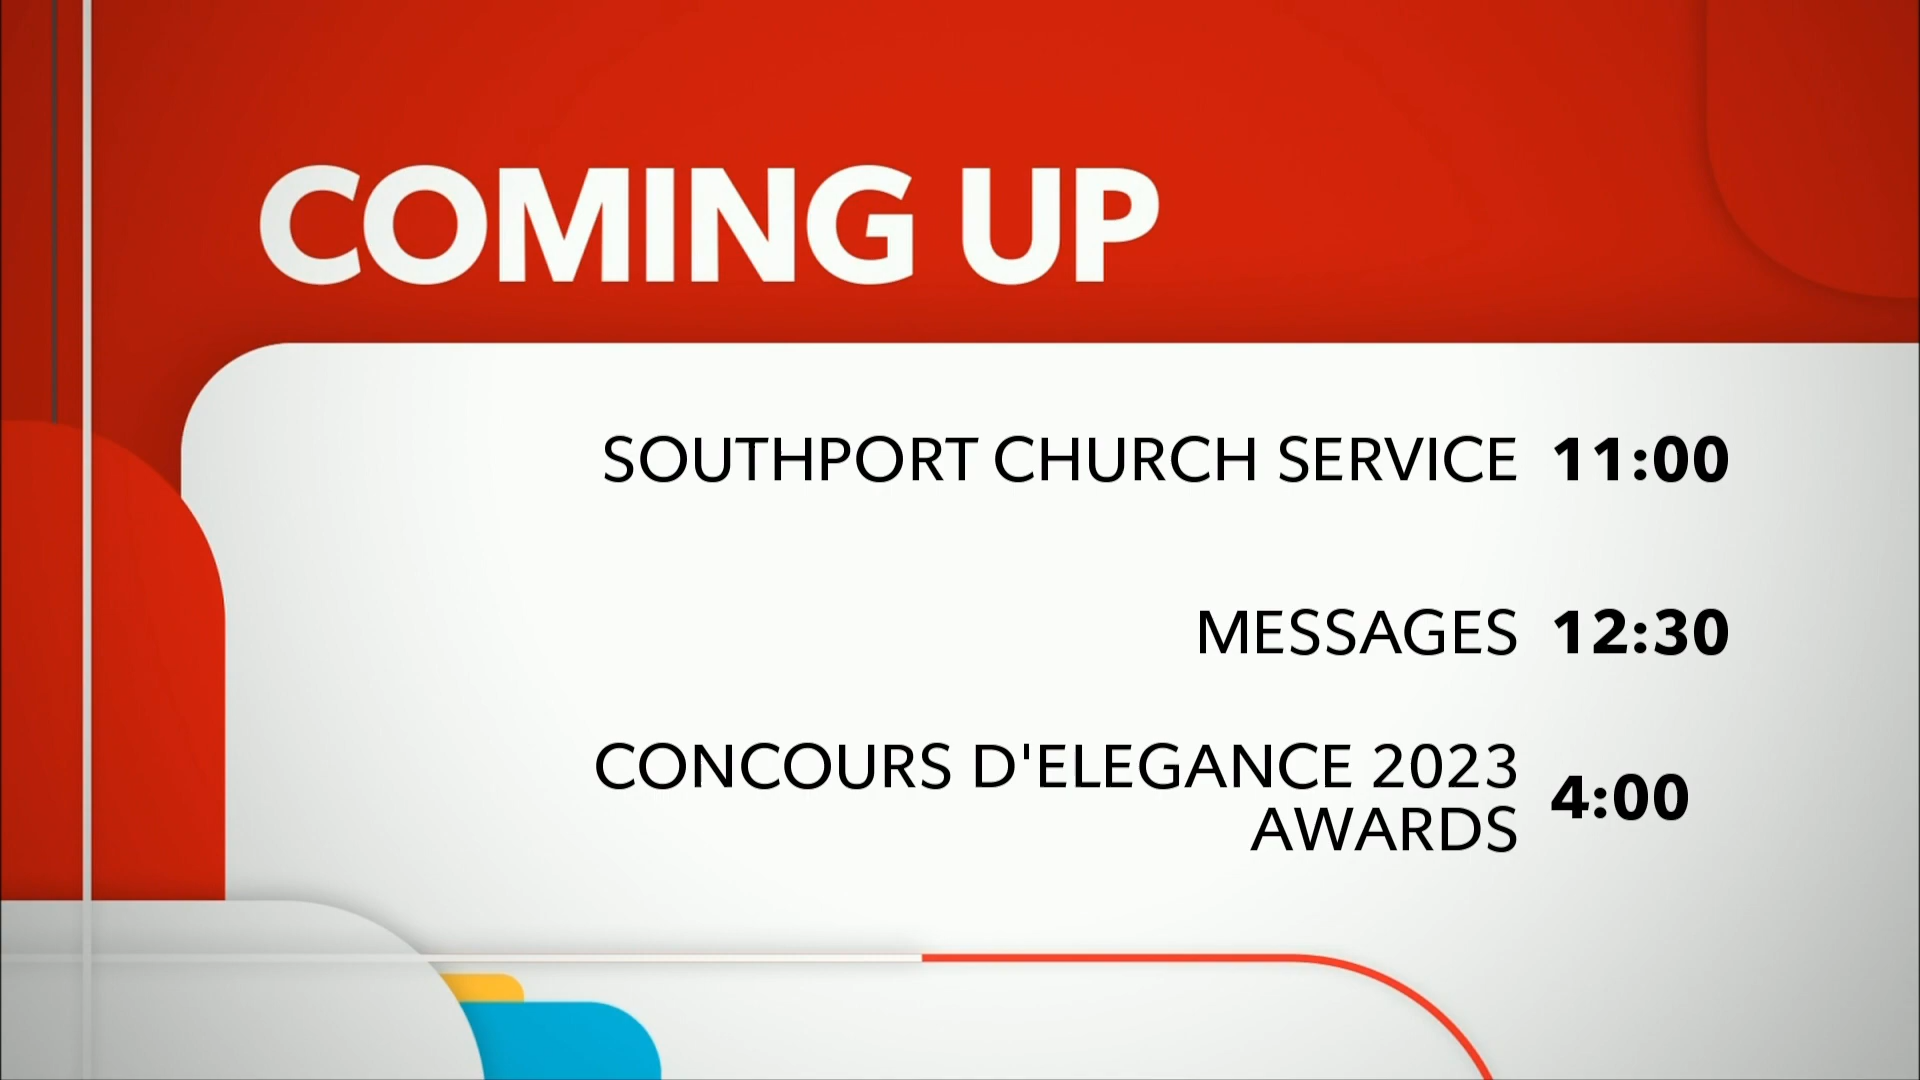 COMING UP
SOUTHPORT CHURCH SERVICE 11:00
MESSAGES 12:30
CONCOURS D'ELEGANCE 2023
AWARDS 4:00